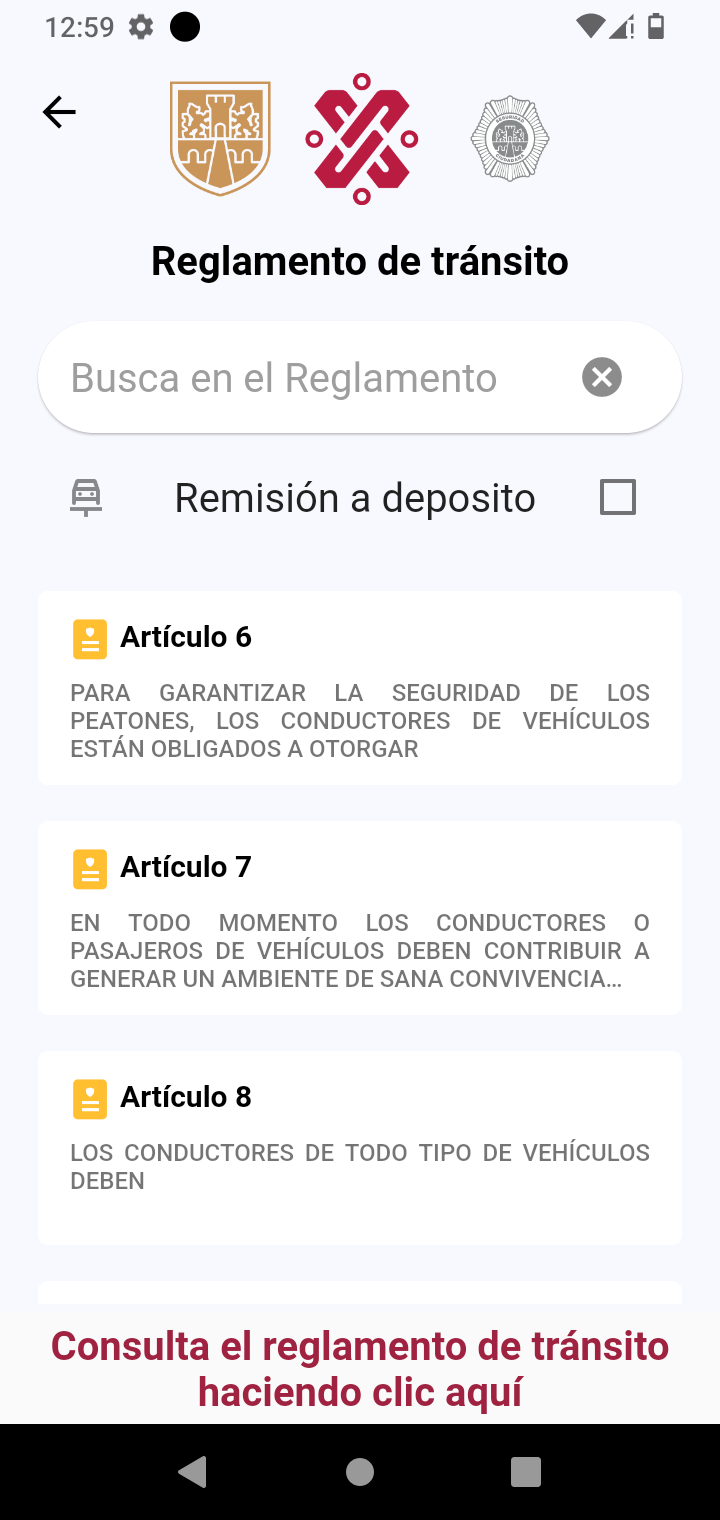 12:59
SEGURIDAD
CIUDADANA
Reglamento de tránsito
Busca en el Reglamento
Remisión a deposito
Artículo 6
PARA GARANTIZAR LA SEGURIDAD DE LOS
PEATONES, LOS CONDUCTORES DE VEHÍCULOS
ESTÁN OBLIGADOS A OTORGAR
Artículo 7
EN TODO MOMENTO LOS CONDUCTORES O
PASAJEROS DE VEHÍCULOS DEBEN CONTRIBUIR A
GENERAR UN AMBIENTE DE SANA CONVIVENCIA...
Artículo 8
LOS CONDUCTORES DE TODO TIPO DE VEHÍCULOS
DEBEN
Consulta el reglamento de tránsito
haciendo clic aquí